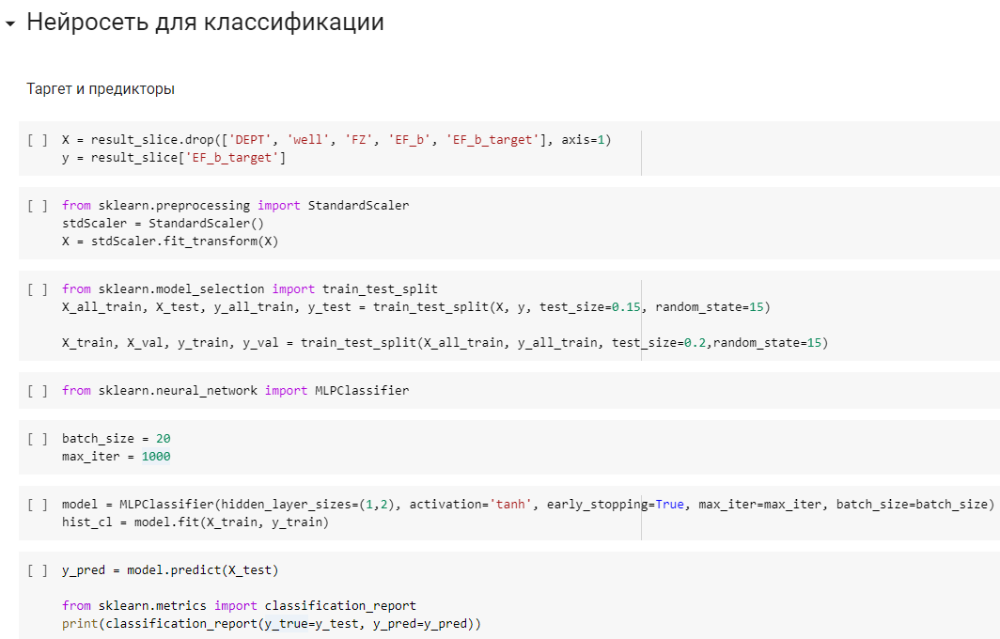 Нейросеть для классификации
Таргет и предикторы
[ ] X = result_slice.drop(['DEPT', 'well', 'FZ', 'EF_b', 'EF_b_target'], axis=1)
y = result_slice['EF_b_target']
[ ] from sklearn.preprocessing import StandardScaler
stdScaler = StandardScaler()
X = stdScaler.fit_transform(X)
[ ] from sklearn.model_selection import train_test_split
X_all_train, X_test, y_all_train, y_test = train_test_split(X, y, test_size=0.15, random_state=15)
X_train, X_val, y_train, y_val = train_test_split(X_all_train, y_all_train, test_size=0.2,random_state=15)
[ ] from sklearn.neural_network import MLPClassifier
[ ] batch_size = 20
max_iter = 1000
[ ] model = MLPClassifier(hidden_layer_sizes=(1,2), activation='tanh', early_stopping=True, max_iter=max_iter, batch_size=batch_size)
hist_cl = model.fit(X_train, y_train)
[ ] y_pred = model.predict(X_test)
from sklearn.metrics import classification_report
print(classification_report(y_true=y_test, y_pred=y_pred))